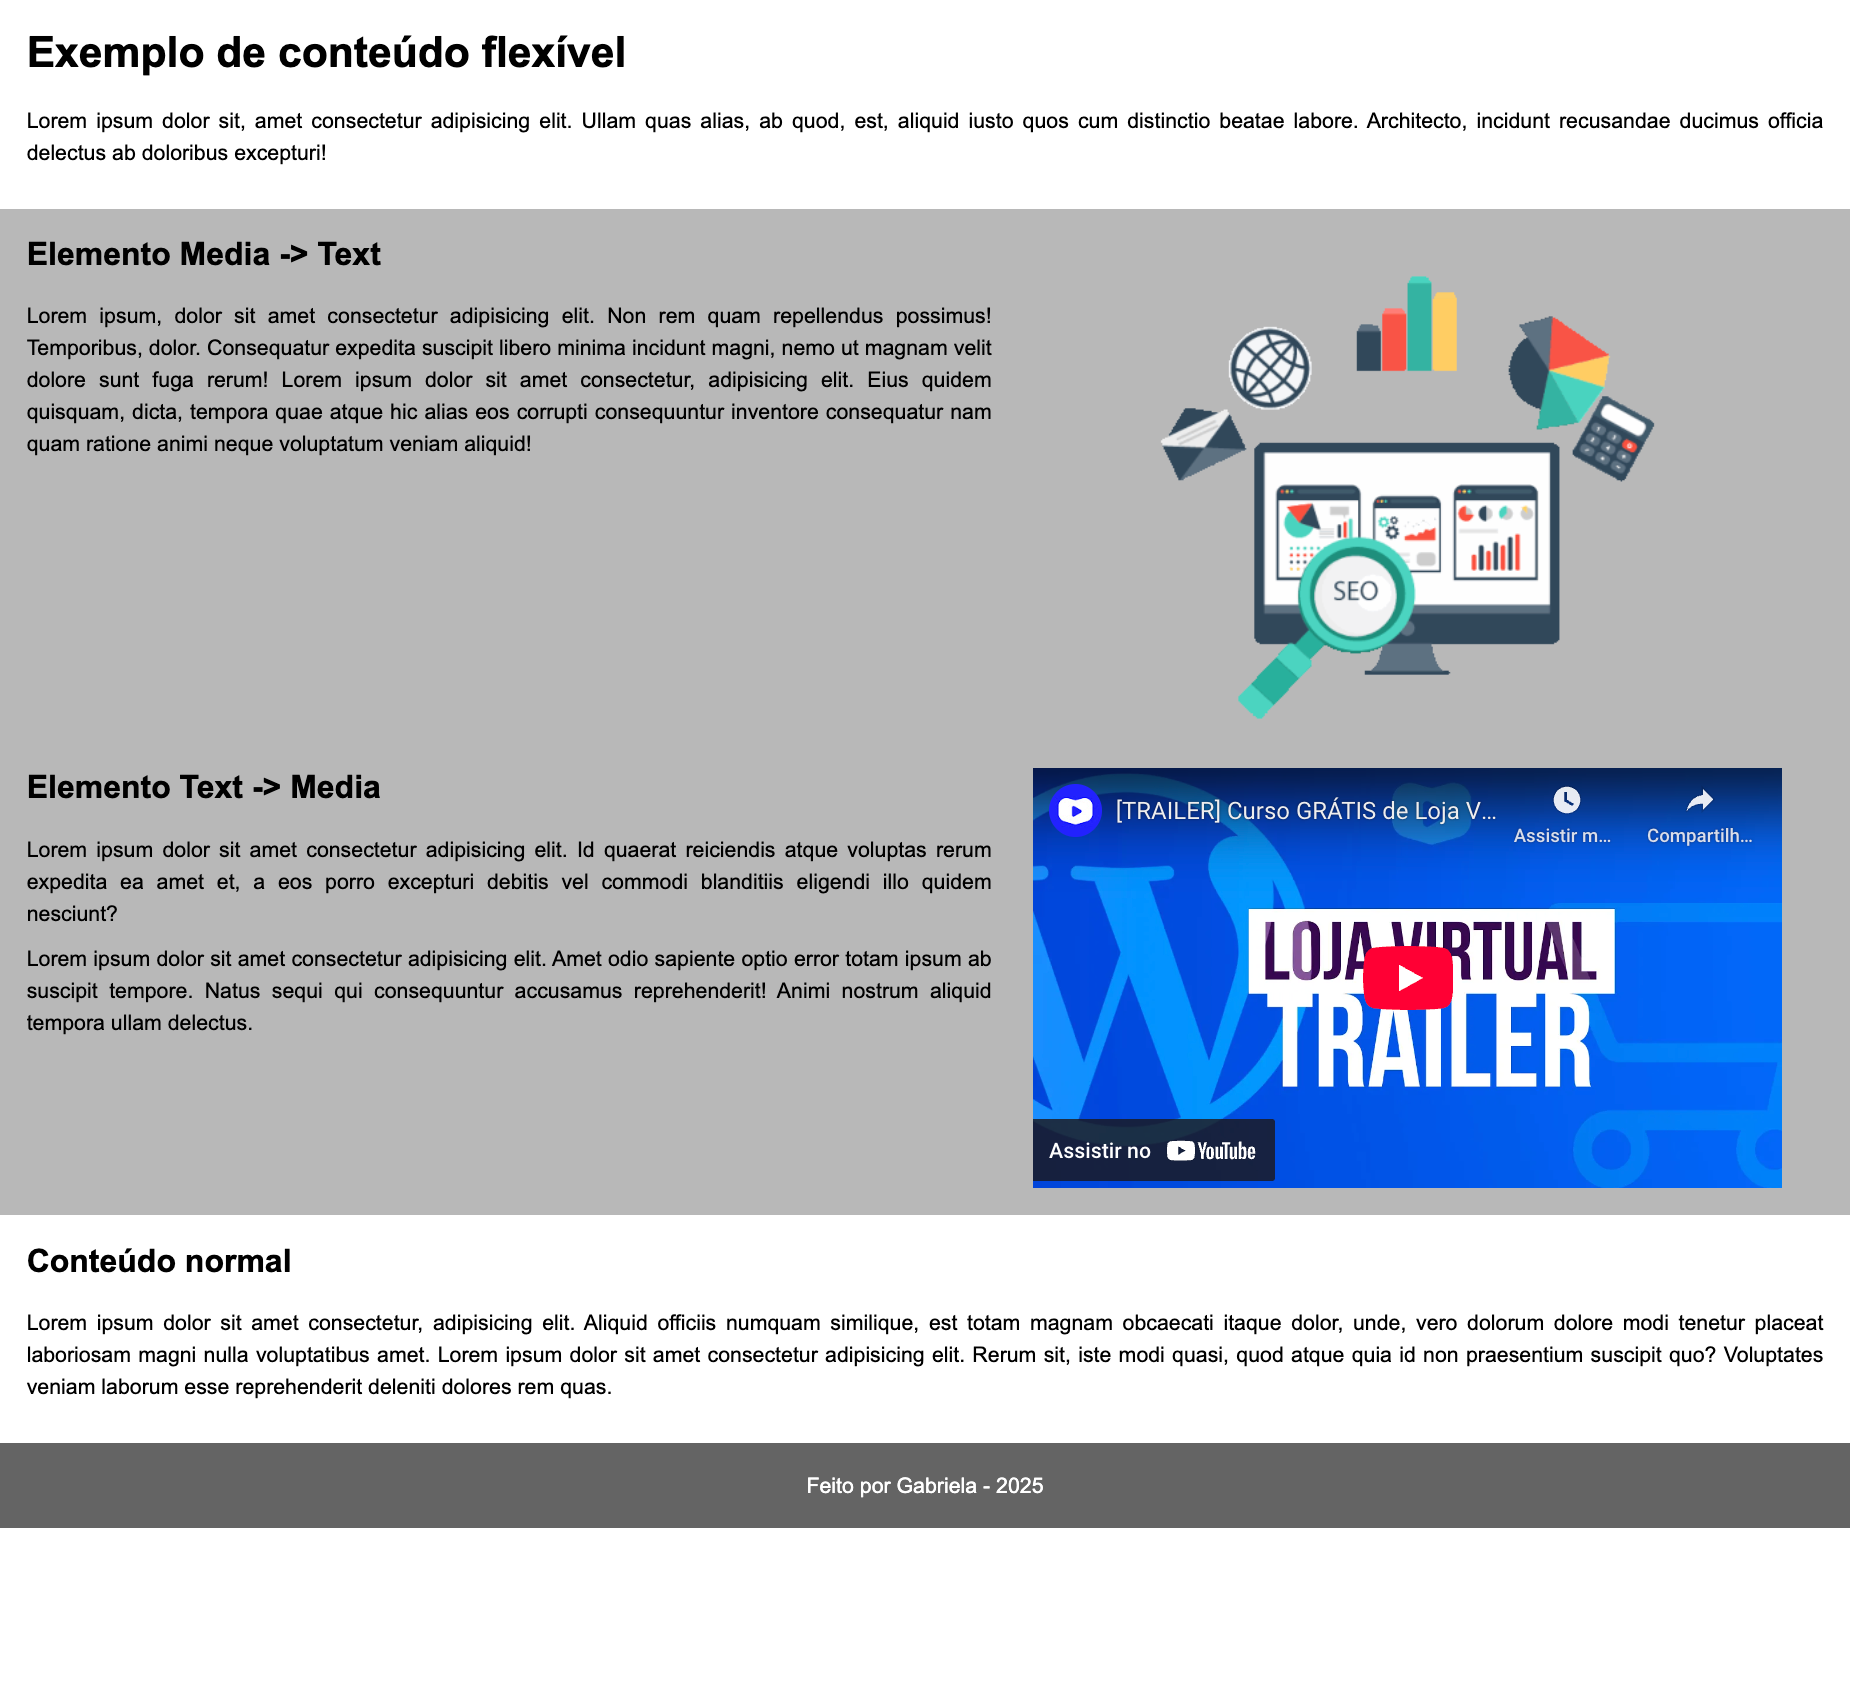 Exemplo de conteúdo flexível
Lorem ipsum dolor sit, amet consectetur adipisicing elit. Ullam quas alias, ab quod, est, aliquid iusto quos cum distinctio beatae labore. Architecto, incidunt recusandae ducimus officia
delectus ab doloribus excepturi!
Elemento Media -> Text
Lorem ipsum, dolor sit amet consectetur adipisicing elit. Non rem quam repellendus possimus!
Temporibus, dolor. Consequatur expedita suscipit libero minima incidunt magni, nemo ut magnam velit
dolore sunt fuga rerum! Lorem ipsum dolor sit amet consectetur, adipisicing elit. Eius quidem
quisquam, dicta, tempora quae atque hic alias eos corrupti consequuntur inventore consequatur nam
quam ratione animi neque voluptatum veniam aliquid!
SEO
Elemento Text -> Media
Lorem ipsum dolor sit amet consectetur adipisicing elit. Id quaerat reiciendis atque voluptas rerum
expedita ea amet et, a eos porro excepturi debitis vel commodi blanditiis eligendi illo quidem
nesciunt?
Lorem ipsum dolor sit amet consectetur adipisicing elit. Amet odio sapiente optio error totam ipsum ab
suscipit tempore. Natus sequi qui consequuntur accusamus reprehenderit! Animi nostrum aliquid
tempora ullam delectus.
[TRAILER] Curso GRÁTIS de Loja V...
Assistir m...
Compartilh...
LOJA VIRTUAL
TRAILER
Assistir no YouTube
Conteúdo normal
Lorem ipsum dolor sit amet consectetur, adipisicing elit. Aliquid officiis numquam similique, est totam magnam obcaecati itaque dolor, unde, vero dolorum dolore modi tenetur placeat
laboriosam magni nulla voluptatibus amet. Lorem ipsum dolor sit amet consectetur adipisicing elit. Rerum sit, iste modi quasi, quod atque quia id non praesentium suscipit quo? Voluptates
veniam laborum esse reprehenderit deleniti dolores rem quas.
Feito por Gabriela - 2025